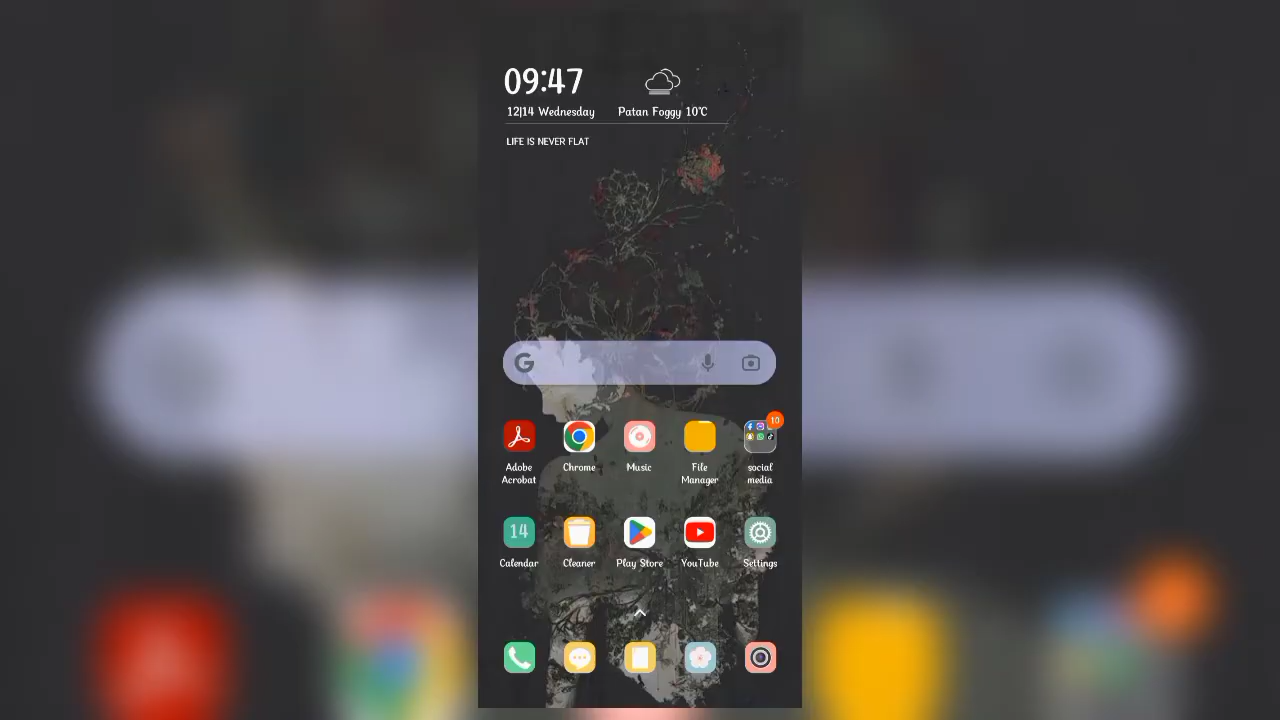 09:47
12|14 Wednesday
Patan Foggy 10℃
LIFE IS NEVER FLAT
G
10
Adobe Acrobat
Chrome
Music
File Manager
social media
14
Calendar
Cleaner
Play Store
YouTube
Settings